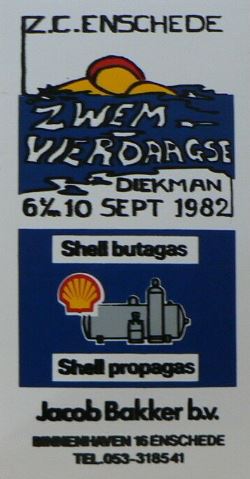 Z.C. ENSCHEDE
ZWEM-
VIERDAAGSE
DIEKMAN
6 t/m 10 SEPT 1982
Shell butagas
Shell propagas
Jacob Bakker b.v.
BINNENHAVEN 16 ENSCHEDE
TEL. 053-318541